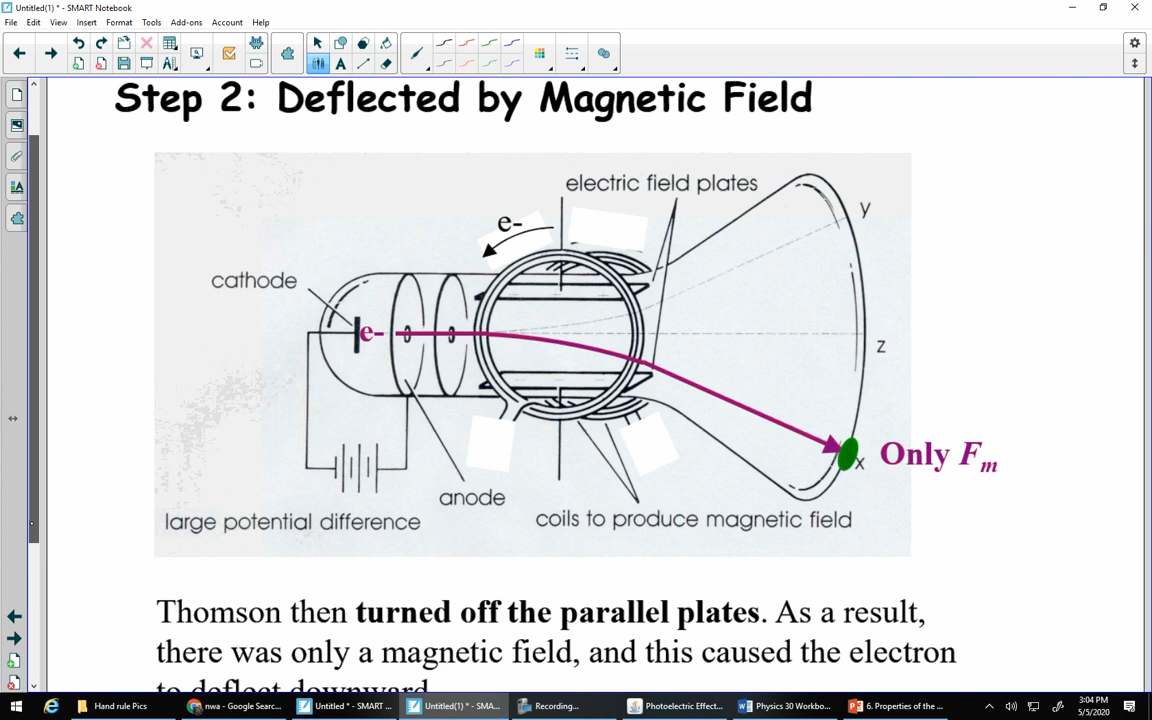 Untitled(1) * - SMART Notebook
File Edit View Insert Format Tools Add-ons Account Help
Step 2: Deflected by Magnetic Field
electric field plates
y
e-
cathode
e-
z
Only Fm
x
anode
large potential difference
coils to produce magnetic field
Thomson then turned off the parallel plates. As a result,
there was only a magnetic field, and this caused the electron
to deflect downward
Hand rule Pics
nwa - Google Searc...
Untitled * - SMART ...
Untitled(1) * - SMA...
Recording...
Photoelectric Effect...
Physics 30 Workbo...
6. Properties of the ...
3:04 PM
5/5/2020